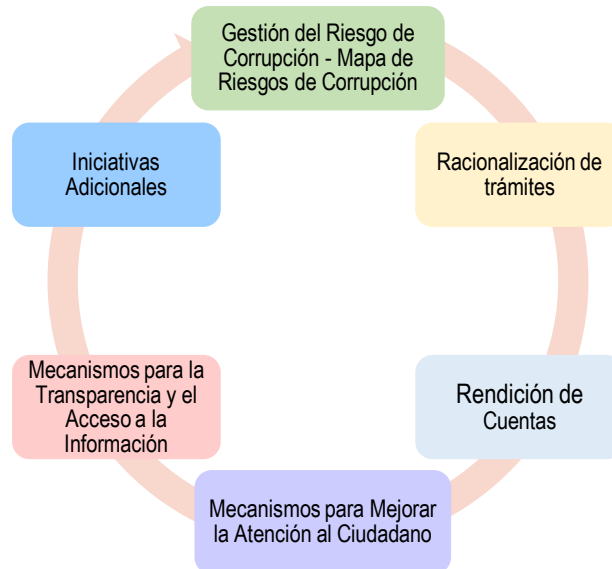 Gestión del Riesgo de
Corrupción - Mapa de
Riesgos de Corrupción
Racionalización de
trámites
Rendición de
Cuentas
Mecanismos para Mejorar
la Atención al Ciudadano
Mecanismos para la
Transparencia y el
Acceso a la
Información
Iniciativas
Adicionales